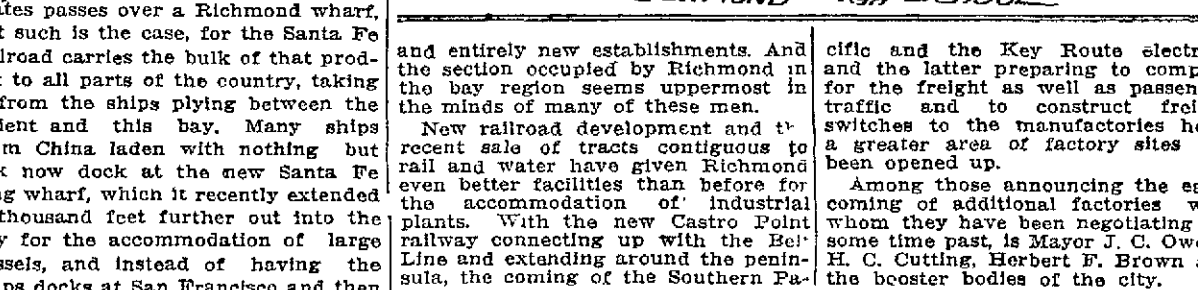 tes passes over a Richmond wharf,
t such is the case, for the Santa Fe
lroad carries the bulk of that prod-
t to all parts of the country, taking
from the ships plying between the
ient and this bay. Many ships
m China laden with nothing but
k now dock at the new Santa Fe
ng wharf, which it recently extended
thousand feet further out into the
y for the accommodation of large
ssels, and instead of having the
ps docks at San Francisco and then
and entirely new establishments. And
the section occupied by Richmond in
the bay region seems uppermost in
the minds of many of these men.
New railroad development and th
recent sale of tracts contiguous to
rail and water have given Richmond
even better facilities than before for
the accommodation of industrial
plants. With the new Castro Point
railway connecting up with the Bel
Line and extending around the penin-
sula, the coming of the Southern Pa-
cific and the Key Route electr
and the latter preparing to comp
for the freight as well as passen
traffic and to construct frei
switches to the manufactories he
a greater area of factory sites
been opened up.
Among those announcing the es
coming of additional factories w
whom they have been negotiating
some time past, is Mayor J. C. Owe
H. C. Cutting, Herbert F. Brown
the booster bodies of the city.